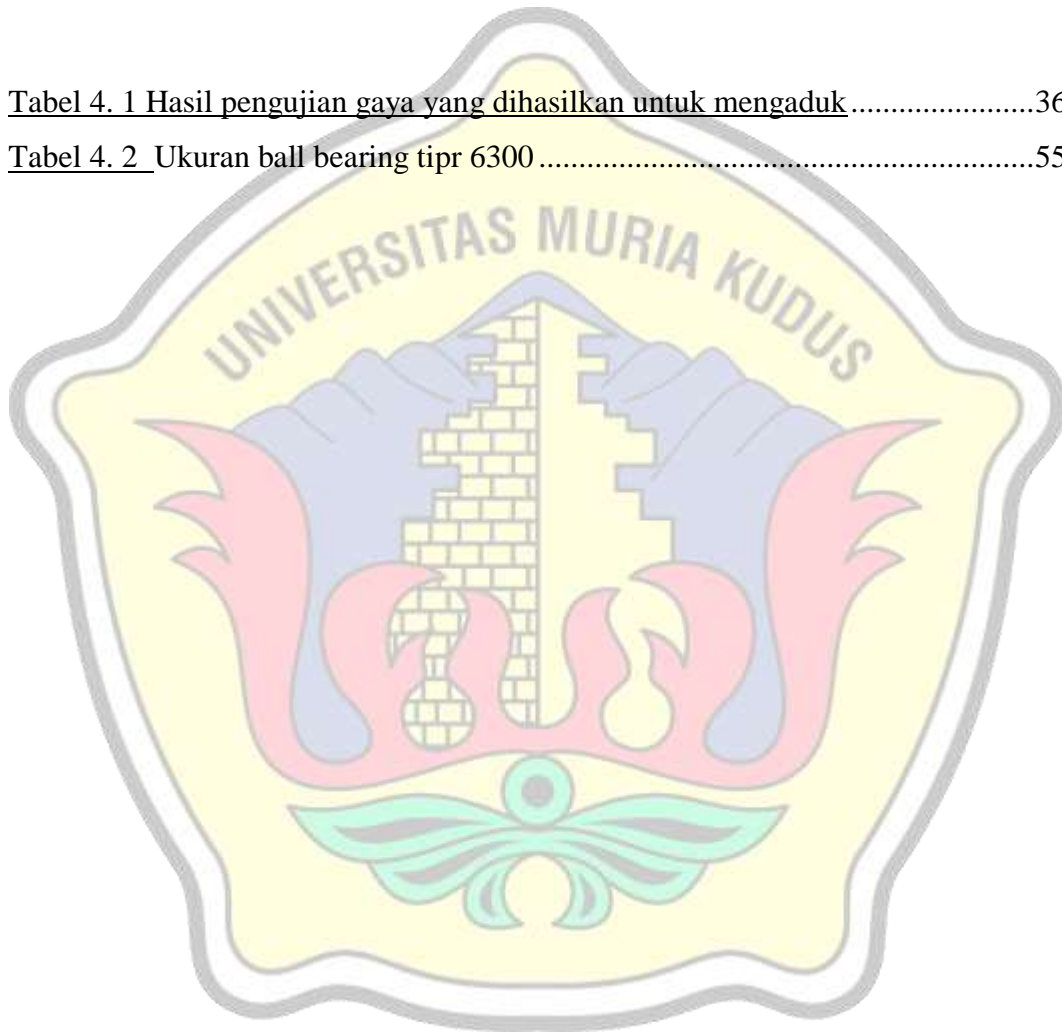 Tabel 4. 1 Hasil pengujian gaya yang dihasilkan untuk mengaduk......................36
Tabel 4. 2  Ukuran ball bearing tipr 6300....................................................55
UNIVERSITAS MURIA KUDUS